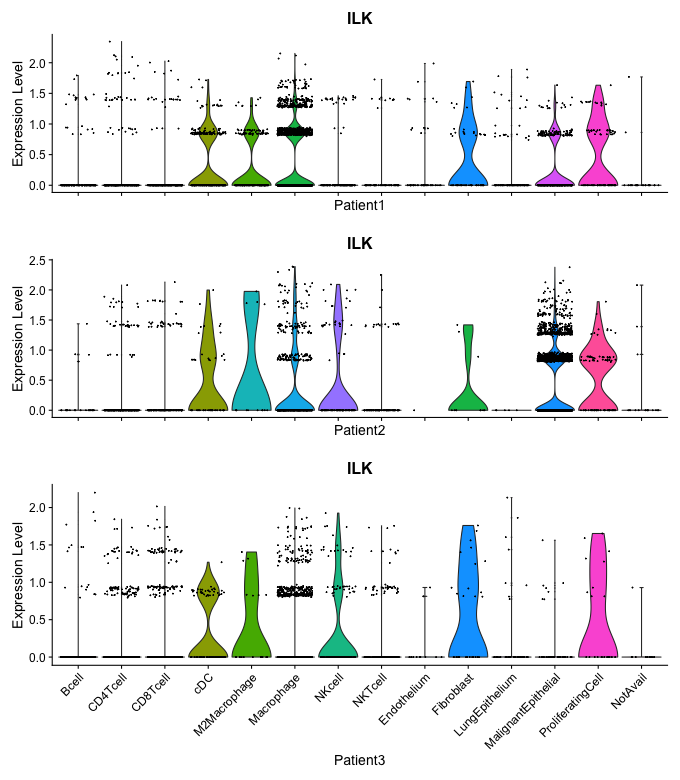 ILK
Expression Level
2.0
1.5
1.0
0.5
0.0
Patient1
ILK
Expression Level
2.5
2.0
1.5
1.0
0.5
0.0
Patient2
ILK
Expression Level
2.0
1.5
1.0
0.5
0.0
Bcell
CD4Tcell
CD8Tcell
cDC
M2Macrophage
Macrophage
NKcell
NKTcell
Endothelium
Fibroblast
LungEpithelium
MalignantEpithelial
ProliferatingCell
NotAvail
Patient3